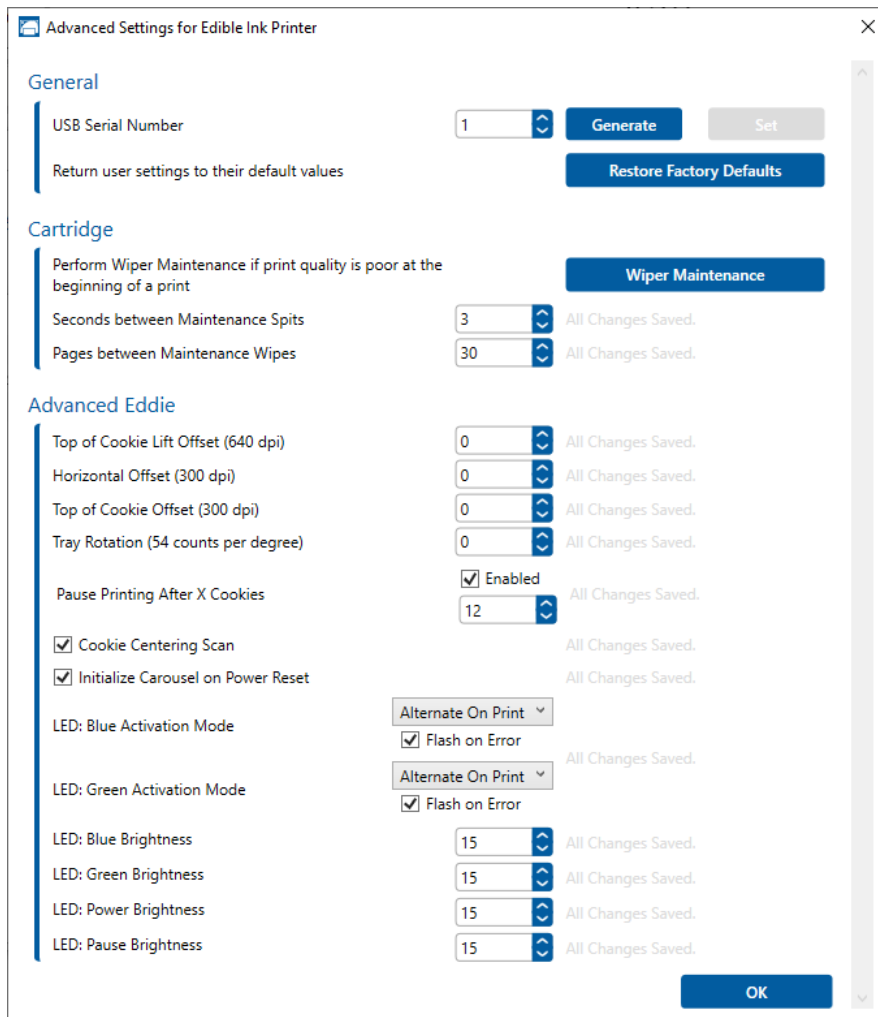 Advanced Settings for Edible Ink Printer
General
USB Serial Number 1 Generate Set
Return user settings to their default values Restore Factory Defaults
Cartridge
Perform Wiper Maintenance if print quality is poor at the
beginning of a print
Wiper Maintenance
Seconds between Maintenance Spits 3 All Changes Saved.
Pages between Maintenance Wipes 30 All Changes Saved.
Advanced Eddie
Top of Cookie Lift Offset (640 dpi) 0 All Changes Saved.
Horizontal Offset (300 dpi) 0 All Changes Saved.
Top of Cookie Offset (300 dpi) 0 All Changes Saved.
Tray Rotation (54 counts per degree) 0 All Changes Saved.
Enabled
Pause Printing After X Cookies All Changes Saved.
12
Cookie Centering Scan All Changes Saved.
Initialize Carousel on Power Reset All Changes Saved.
Alternate On Print
LED: Blue Activation Mode
Flash on Error
All Changes Saved.
Alternate On Print
LED: Green Activation Mode
Flash on Error
LED: Blue Brightness 15 All Changes Saved.
LED: Green Brightness 15 All Changes Saved.
LED: Power Brightness 15 All Changes Saved.
LED: Pause Brightness 15 All Changes Saved.
OK